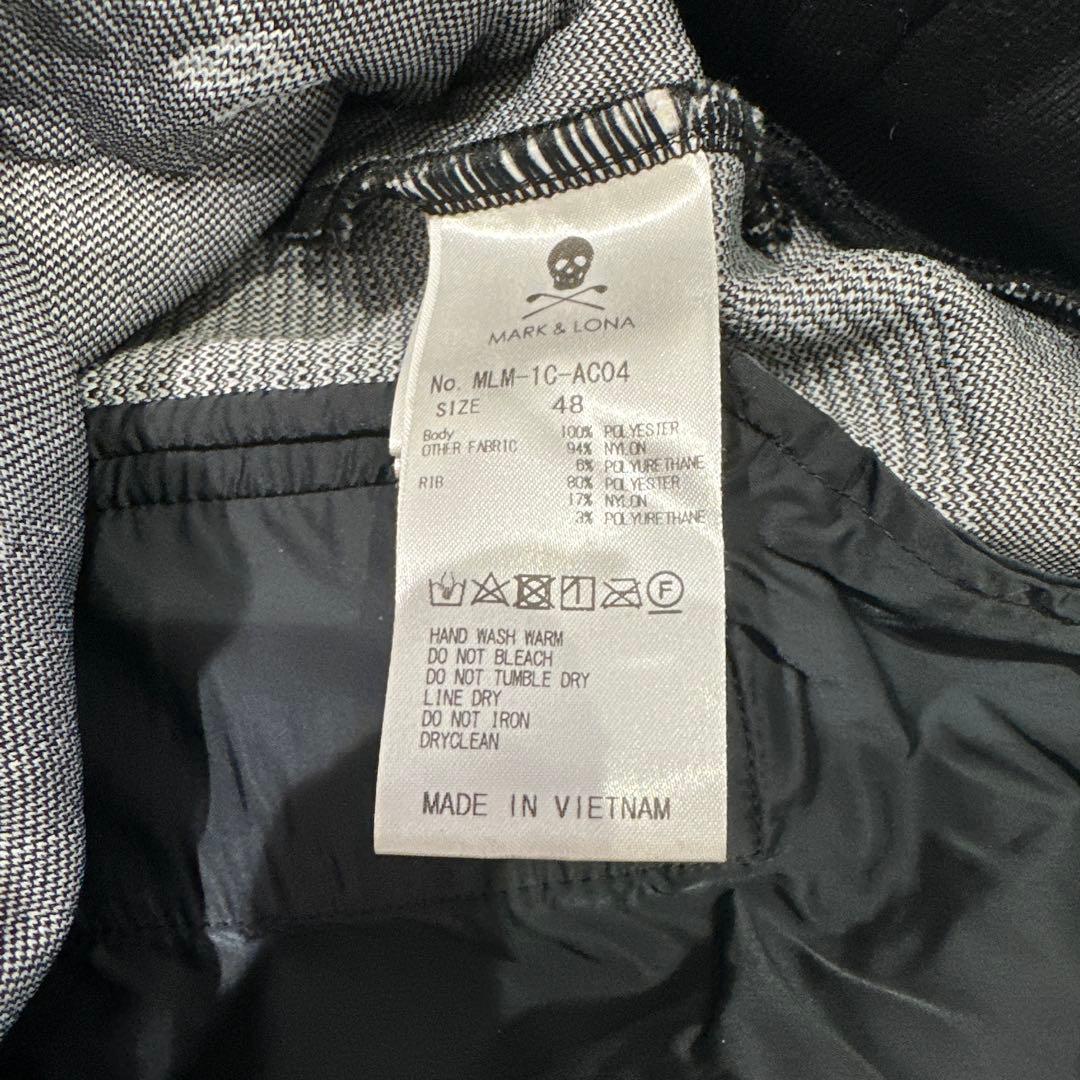 MARK & LONA
No. MLM-1C-AC04
SIZE 48
Body 100% POLYESTER
OTHER FABRIC 94% NYLON
6% POLYURETHANE
RIB 80% POLYESTER
17% NYLON
3% POLYURETHANE
F
HAND WASH WARM
DO NOT BLEACH
DO NOT TUMBLE DRY
LINE DRY
DO NOT IRON
DRYCLEAN
MADE IN VIETNAM